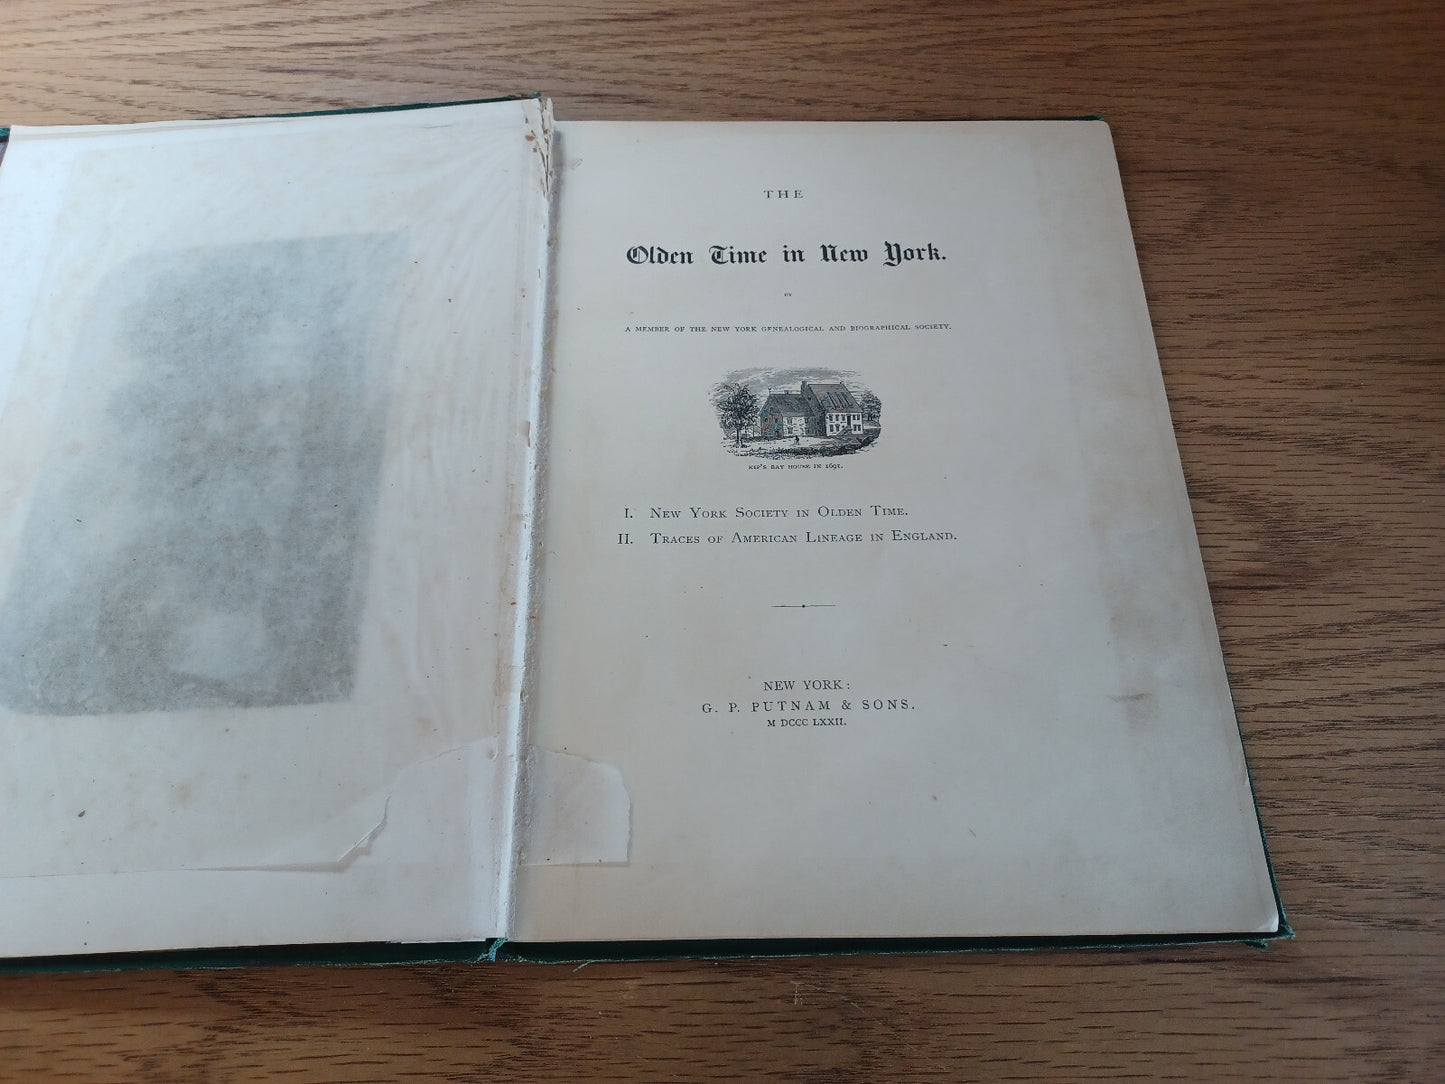 THE
Olden Time in New York.
BY
A MEMBER OF THE NEW YORK GENEALOGICAL AND BIOGRAPHICAL SOCIETY.
KIP'S BAY HOUSE IN 1691.
I. NEW YORK SOCIETY IN OLDEN TIME.
II. TRACES OF AMERICAN LINEAGE IN ENGLAND.
NEW YORK:
G. P. PUTNAM & SONS.
M DCCC LXXII.